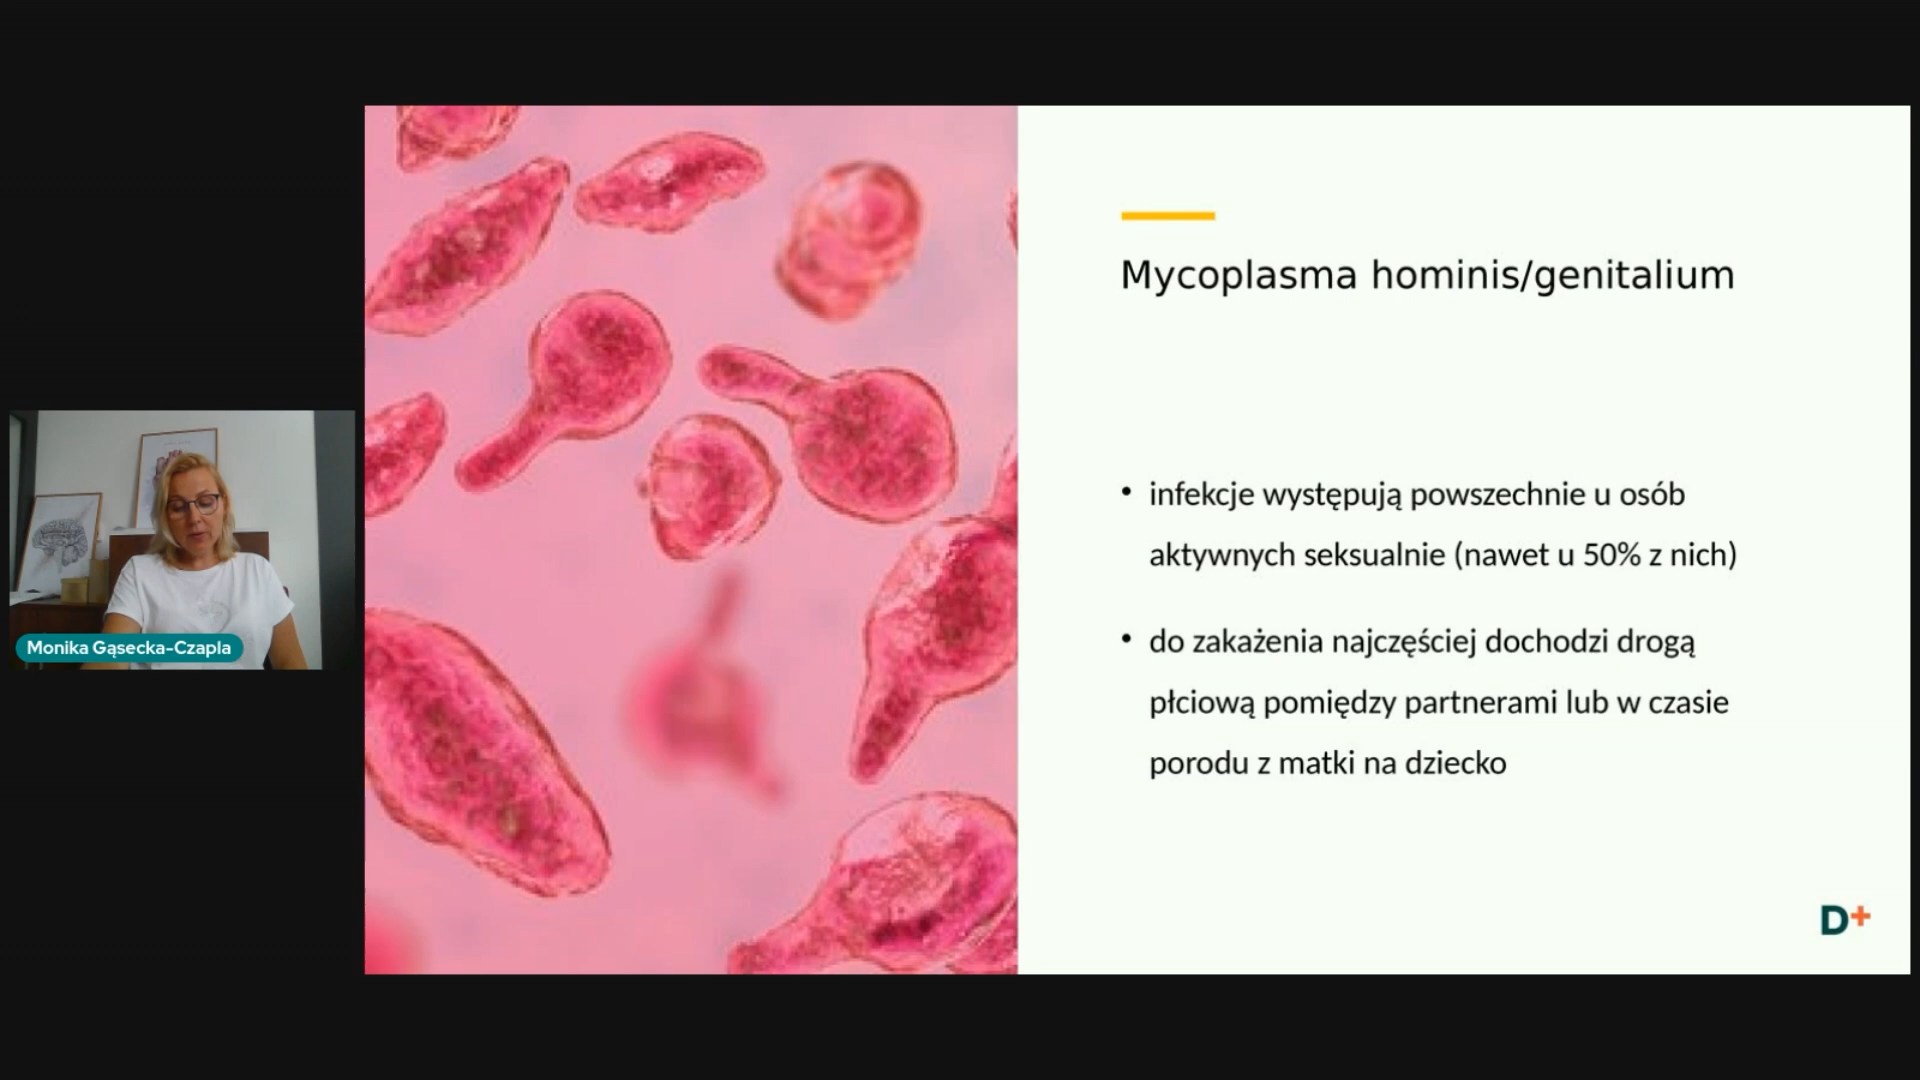 Mycoplasma hominis/genitalium
• infekcje występują powszechnie u osób
aktywnych seksualnie (nawet u 50% z nich)
• do zakażenia najczęściej dochodzi drogą
płciową pomiędzy partnerami lub w czasie
porodu z matki na dziecko
Monika Gąsecka-Czapla
D+